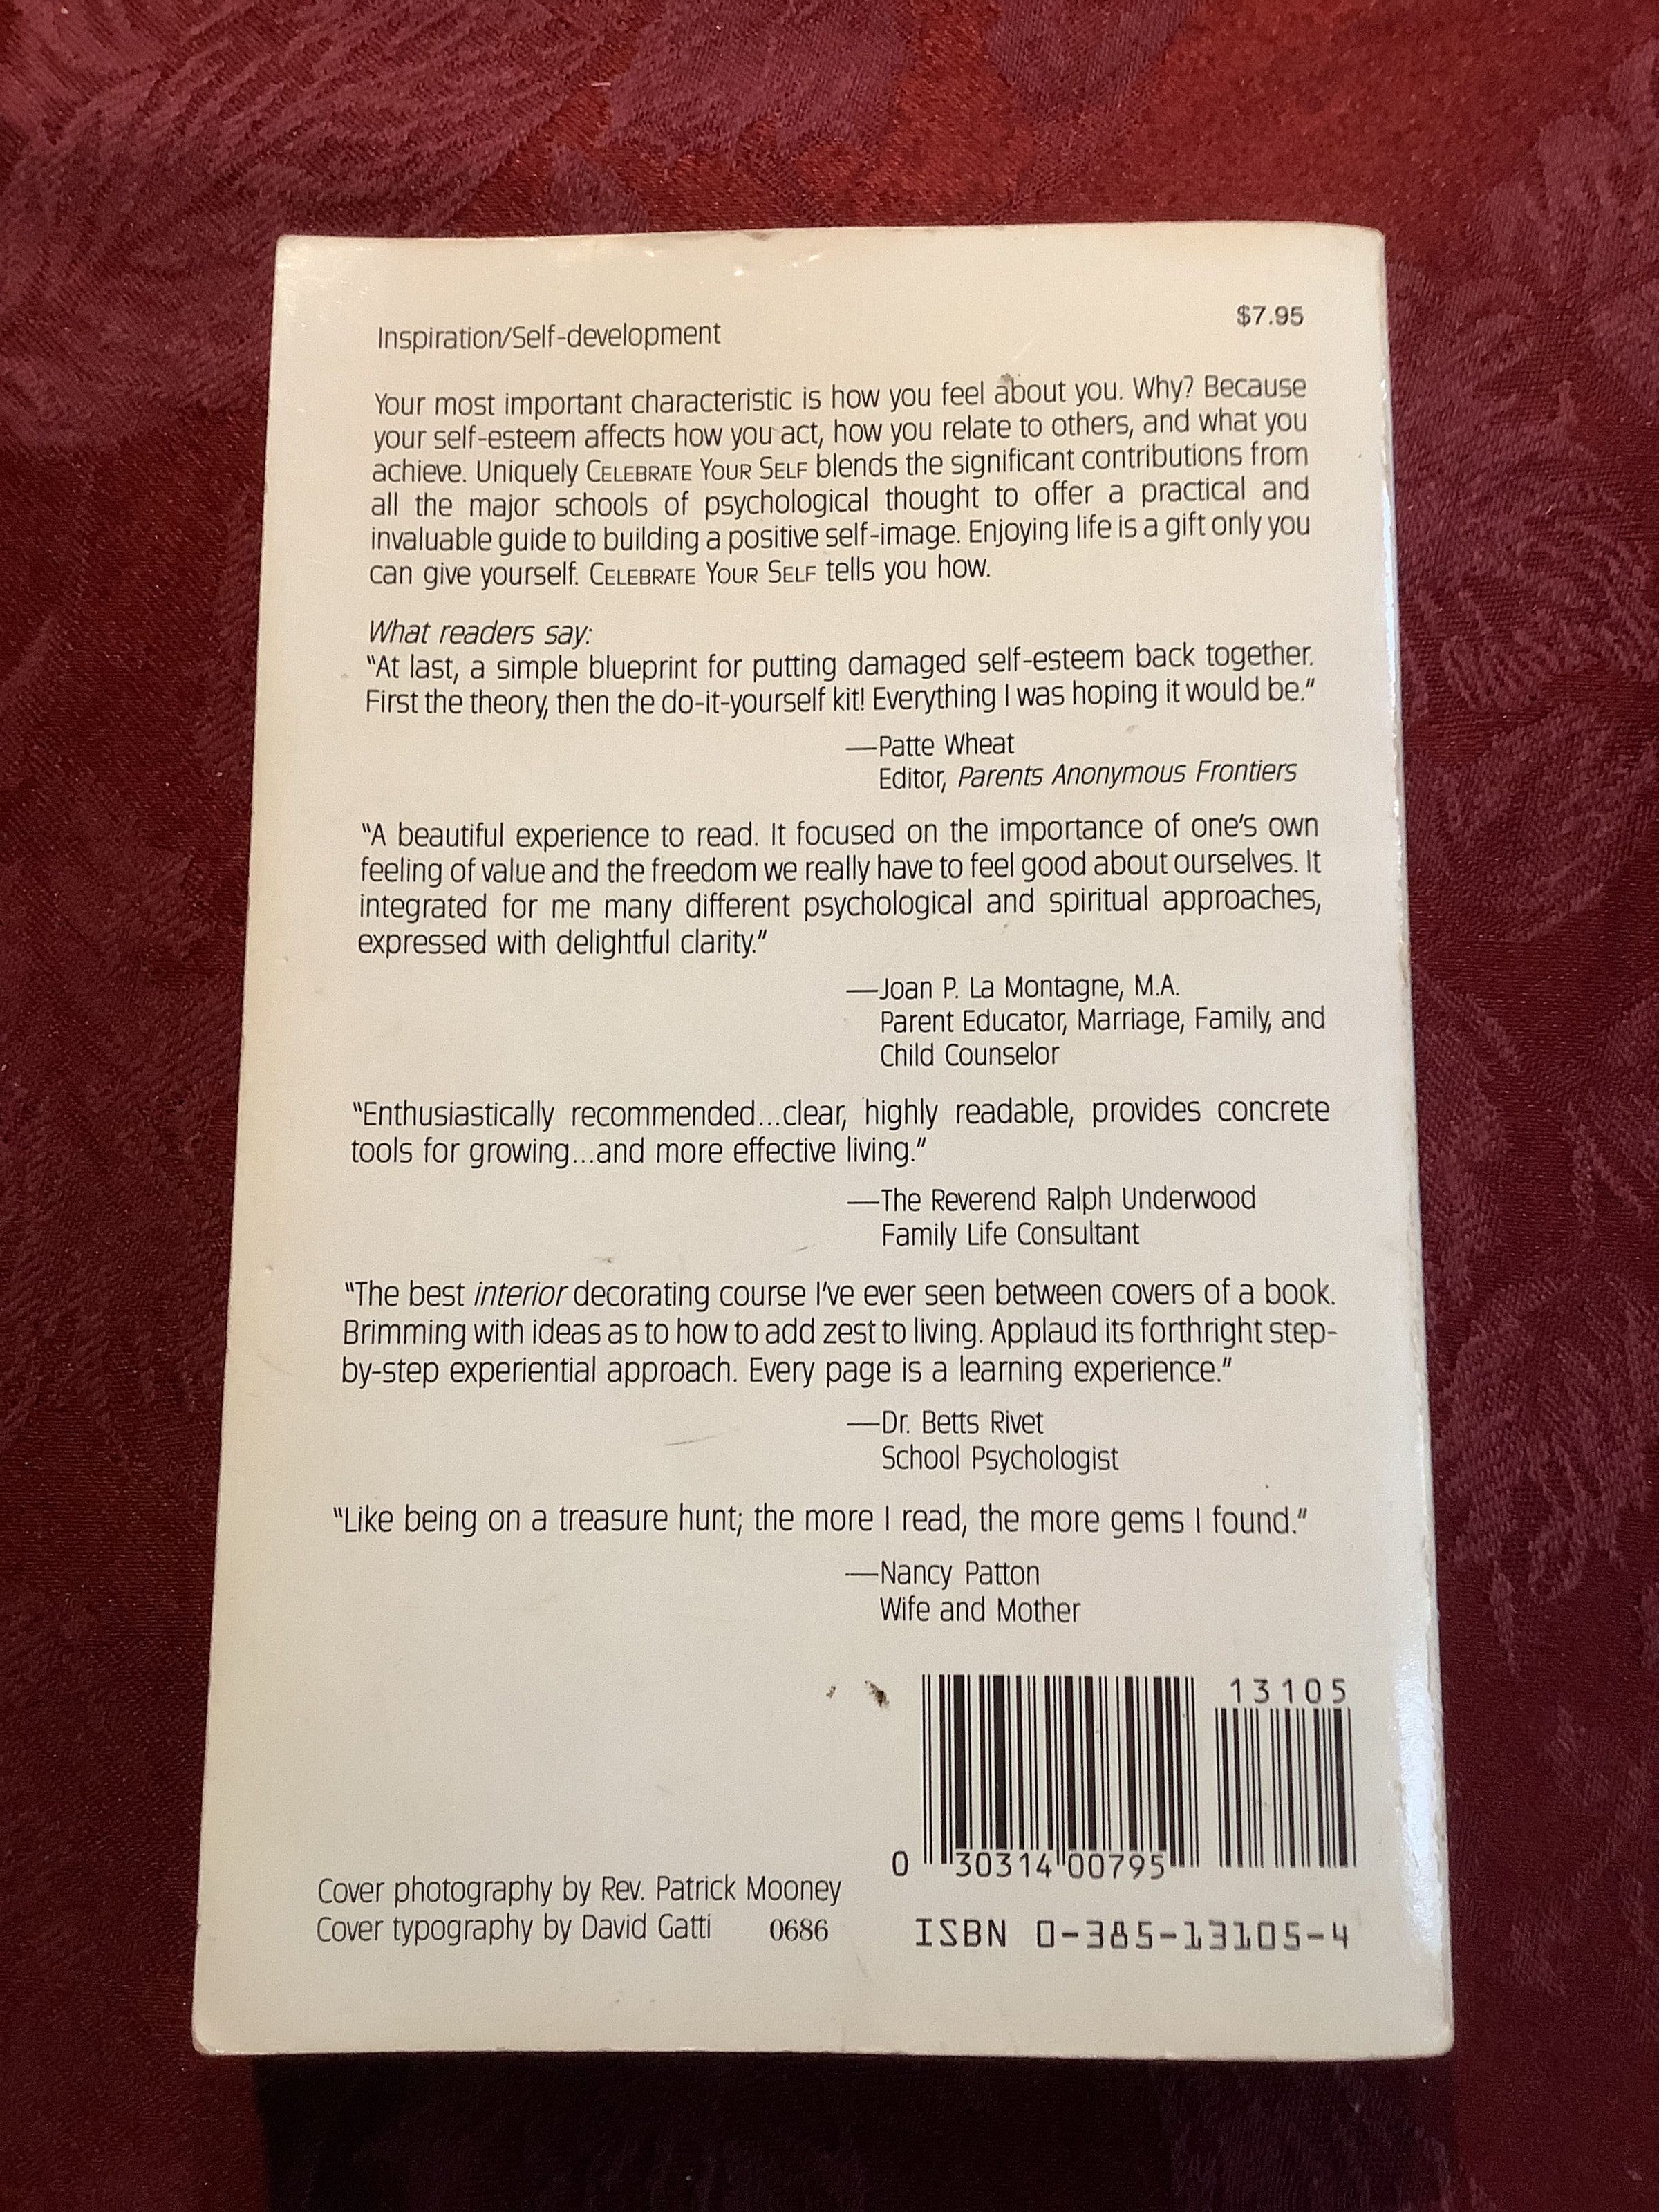 Inspiration/Self-development
$7.95
Your most important characteristic is how you feel about you. Why? Because
your self-esteem affects how you act, how you relate to others, and what you
achieve. Uniquely CELEBRATE YOUR SELF blends the significant contributions from
all the major schools of psychological thought to offer a practical and
invaluable guide to building a positive self-image. Enjoying life is a gift only you
can give yourself. CELEBRATE YOUR SELF tells you how.
What readers say:
“At last, a simple blueprint for putting damaged self-esteem back together.
First the theory, then the do-it-yourself kit! Everything I was hoping it would be.”
—Patte Wheat
Editor, Parents Anonymous Frontiers
“A beautiful experience to read. It focused on the importance of one’s own
feeling of value and the freedom we really have to feel good about ourselves. It
integrated for me many different psychological and spiritual approaches,
expressed with delightful clarity.”
—Joan P. La Montagne, M.A.
Parent Educator, Marriage, Family, and
Child Counselor
“Enthusiastically recommended...clear, highly readable, provides concrete
tools for growing...and more effective living.”
—The Reverend Ralph Underwood
Family Life Consultant
“The best interior decorating course I’ve ever seen between covers of a book.
Brimming with ideas as to how to add zest to living. Applaud its forthright step-
by-step experiential approach. Every page is a learning experience.”
—Dr. Betts Rivet
School Psychologist
“Like being on a treasure hunt; the more I read, the more gems I found.”
—Nancy Patton
Wife and Mother
13105
0 30314 00795
Cover photography by Rev. Patrick Mooney
Cover typography by David Gatti 0686
ISBN 0-385-13105-4